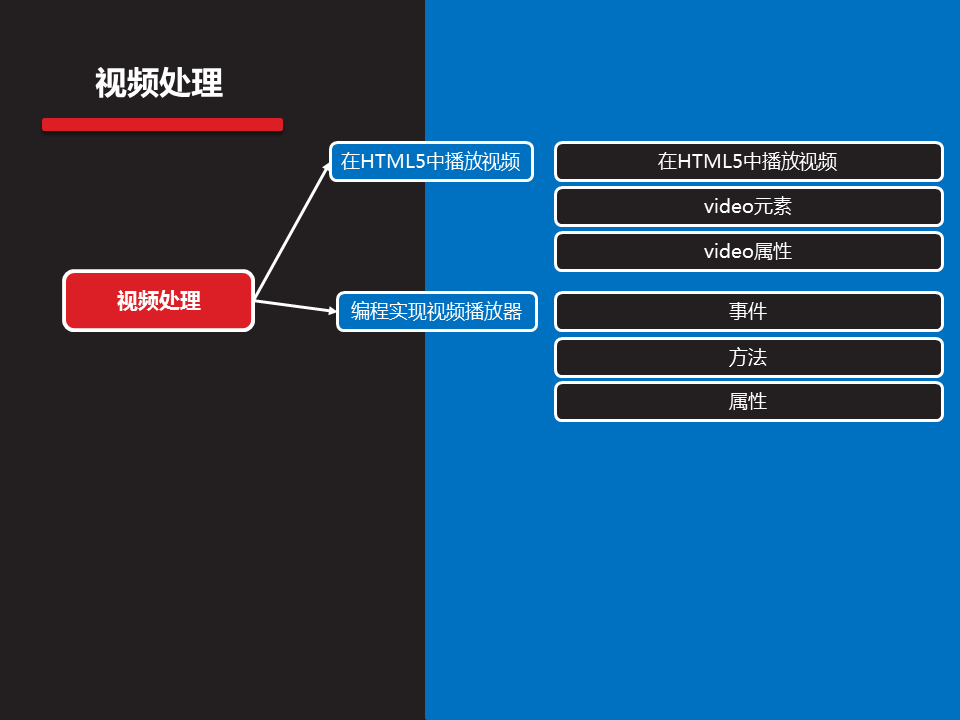 视频处理
在HTML5中播放视频
在HTML5中播放视频
video元素
video属性
视频处理
编程实现视频播放器
事件
方法
属性